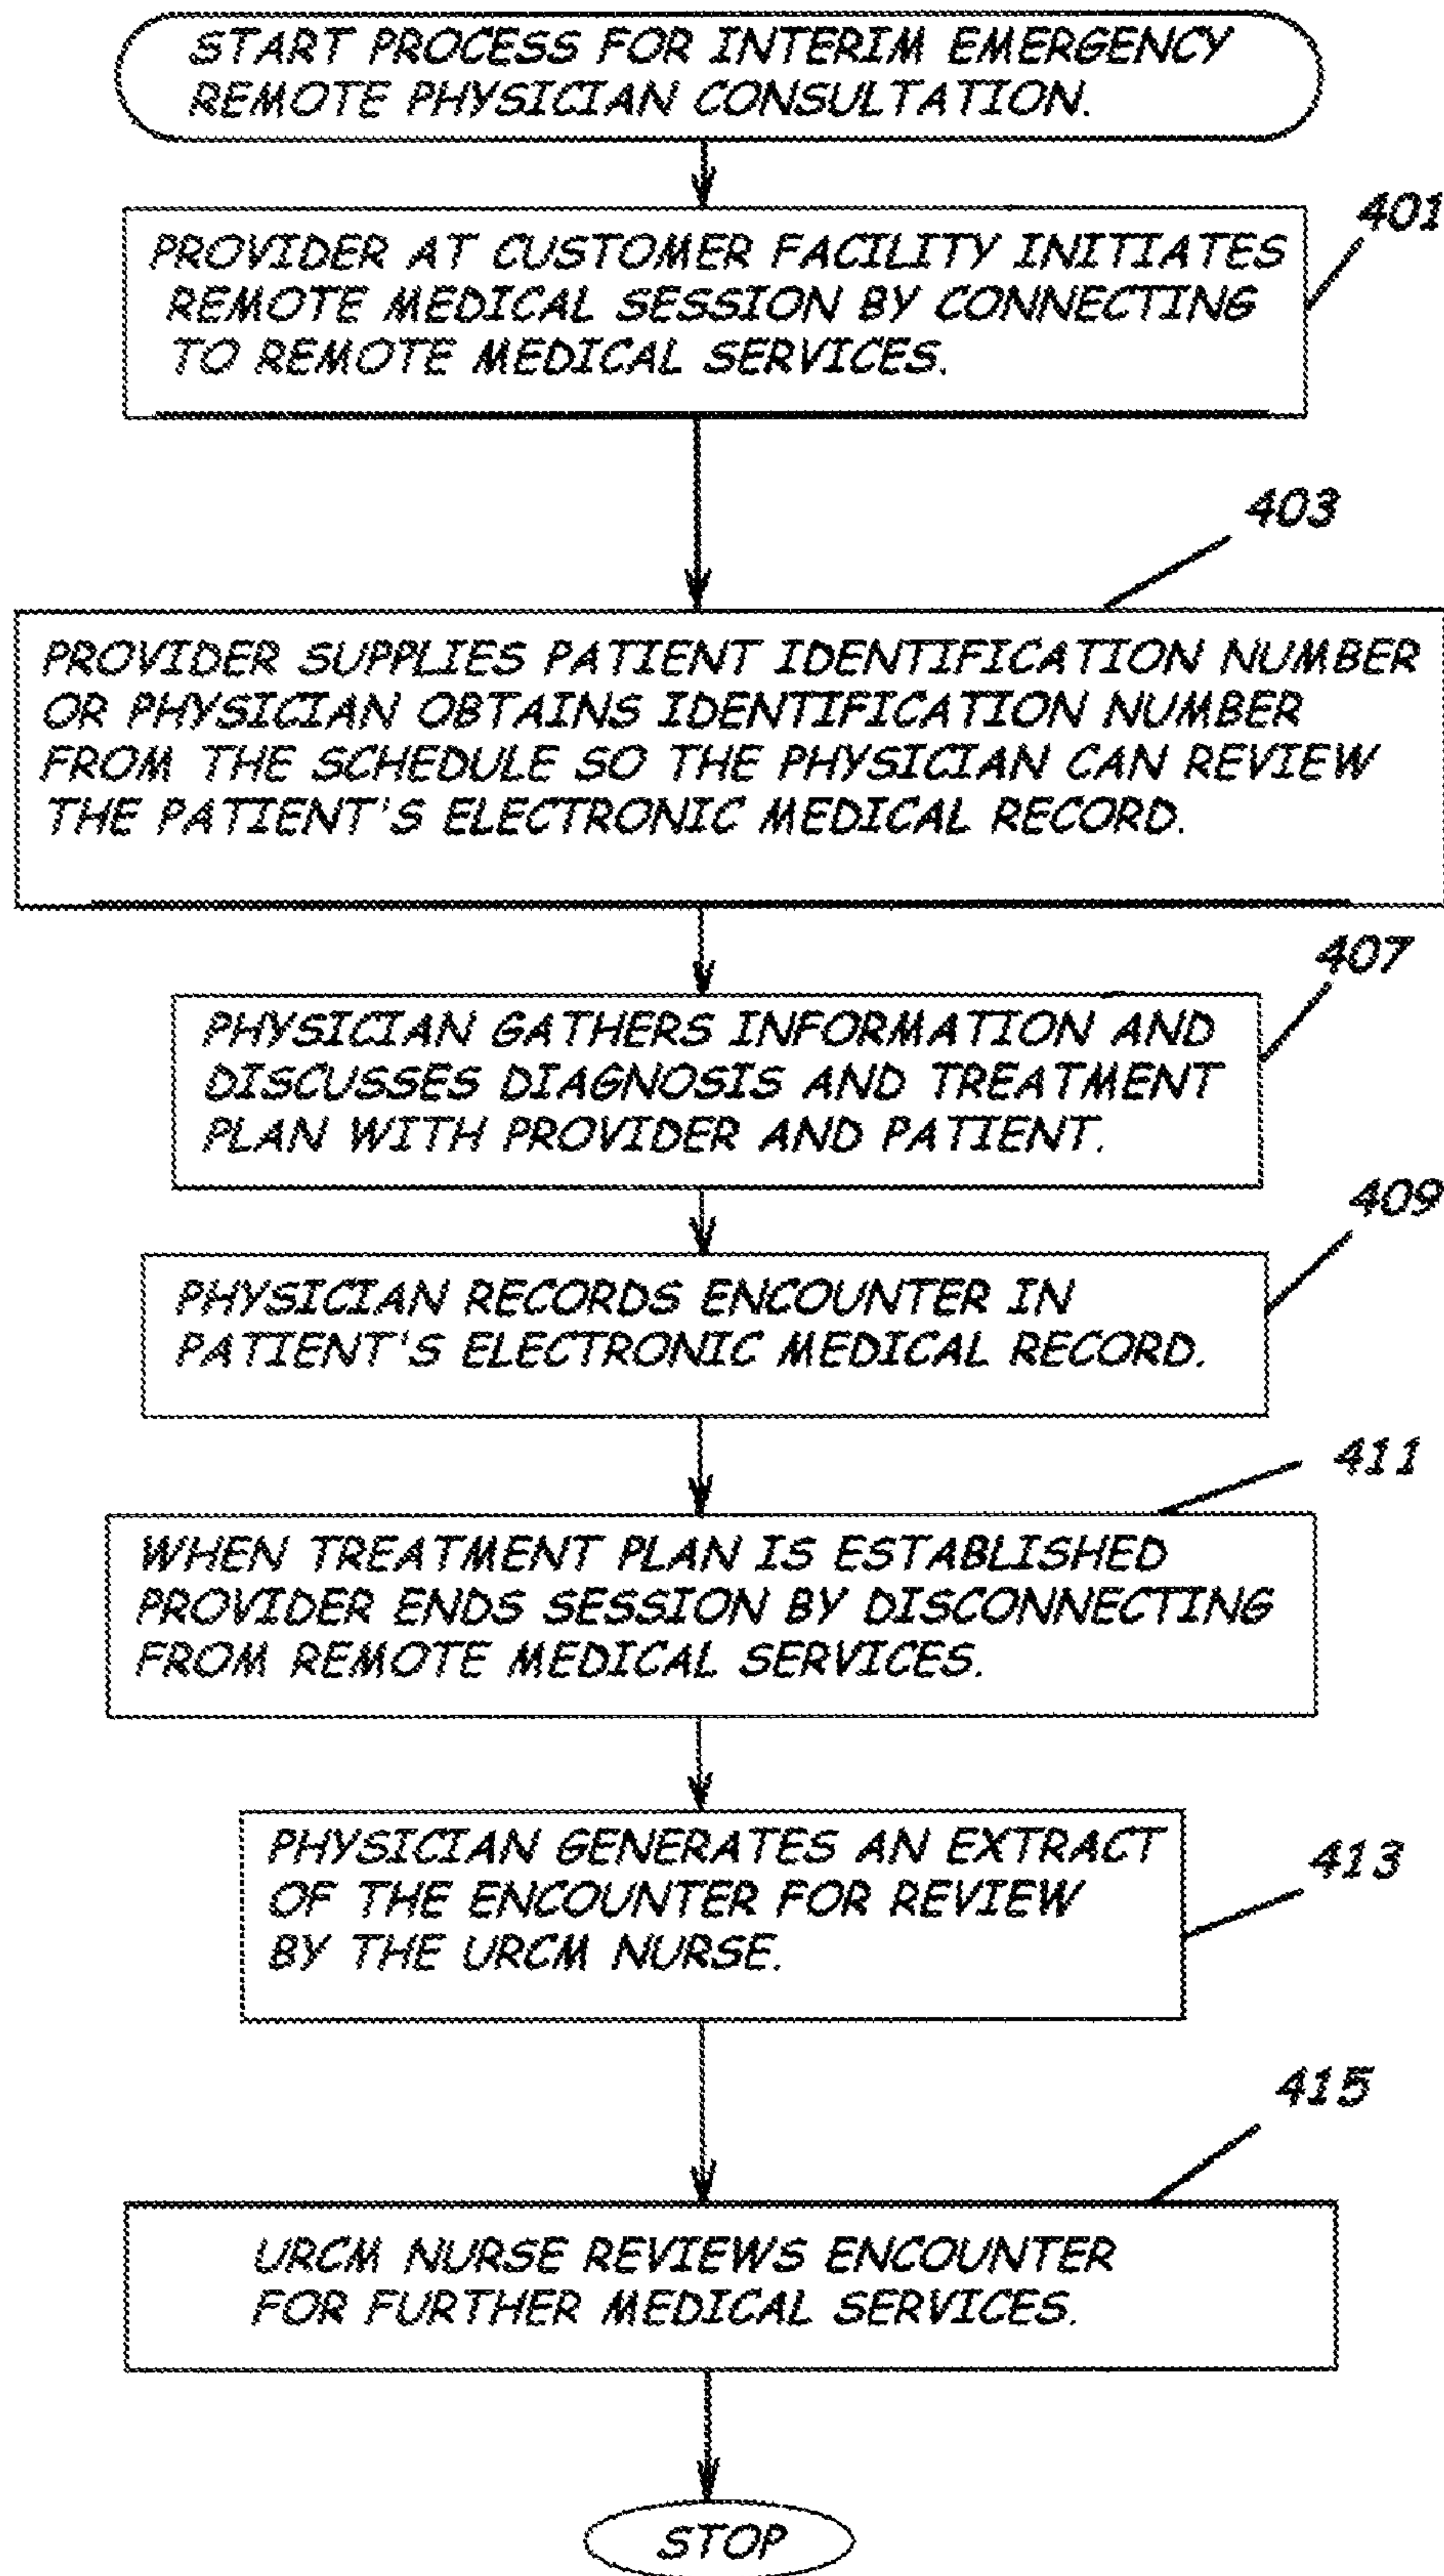 START PROCESS FOR INTERIM EMERGENCY
REMOTE PHYSICIAN CONSULTATION.
401
PROVIDER AT CUSTOMER FACILITY INITIATES
REMOTE MEDICAL SESSION BY CONNECTING
TO REMOTE MEDICAL SERVICES.
403
PROVIDER SUPPLIES PATIENT IDENTIFICATION NUMBER
OR PHYSICIAN OBTAINS IDENTIFICATION NUMBER
FROM THE SCHEDULE SO THE PHYSICIAN CAN REVIEW
THE PATIENT'S ELECTRONIC MEDICAL RECORD.
407
PHYSICIAN GATHERS INFORMATION AND
DISCUSSES DIAGNOSIS AND TREATMENT
PLAN WITH PROVIDER AND PATIENT.
409
PHYSICIAN RECORDS ENCOUNTER IN
PATIENT'S ELECTRONIC MEDICAL RECORD.
411
WHEN TREATMENT PLAN IS ESTABLISHED
PROVIDER ENDS SESSION BY DISCONNECTING
FROM REMOTE MEDICAL SERVICES.
413
PHYSICIAN GENERATES AN EXTRACT
OF THE ENCOUNTER FOR REVIEW
BY THE URCM NURSE.
415
URCM NURSE REVIEWS ENCOUNTER
FOR FURTHER MEDICAL SERVICES.
STOP